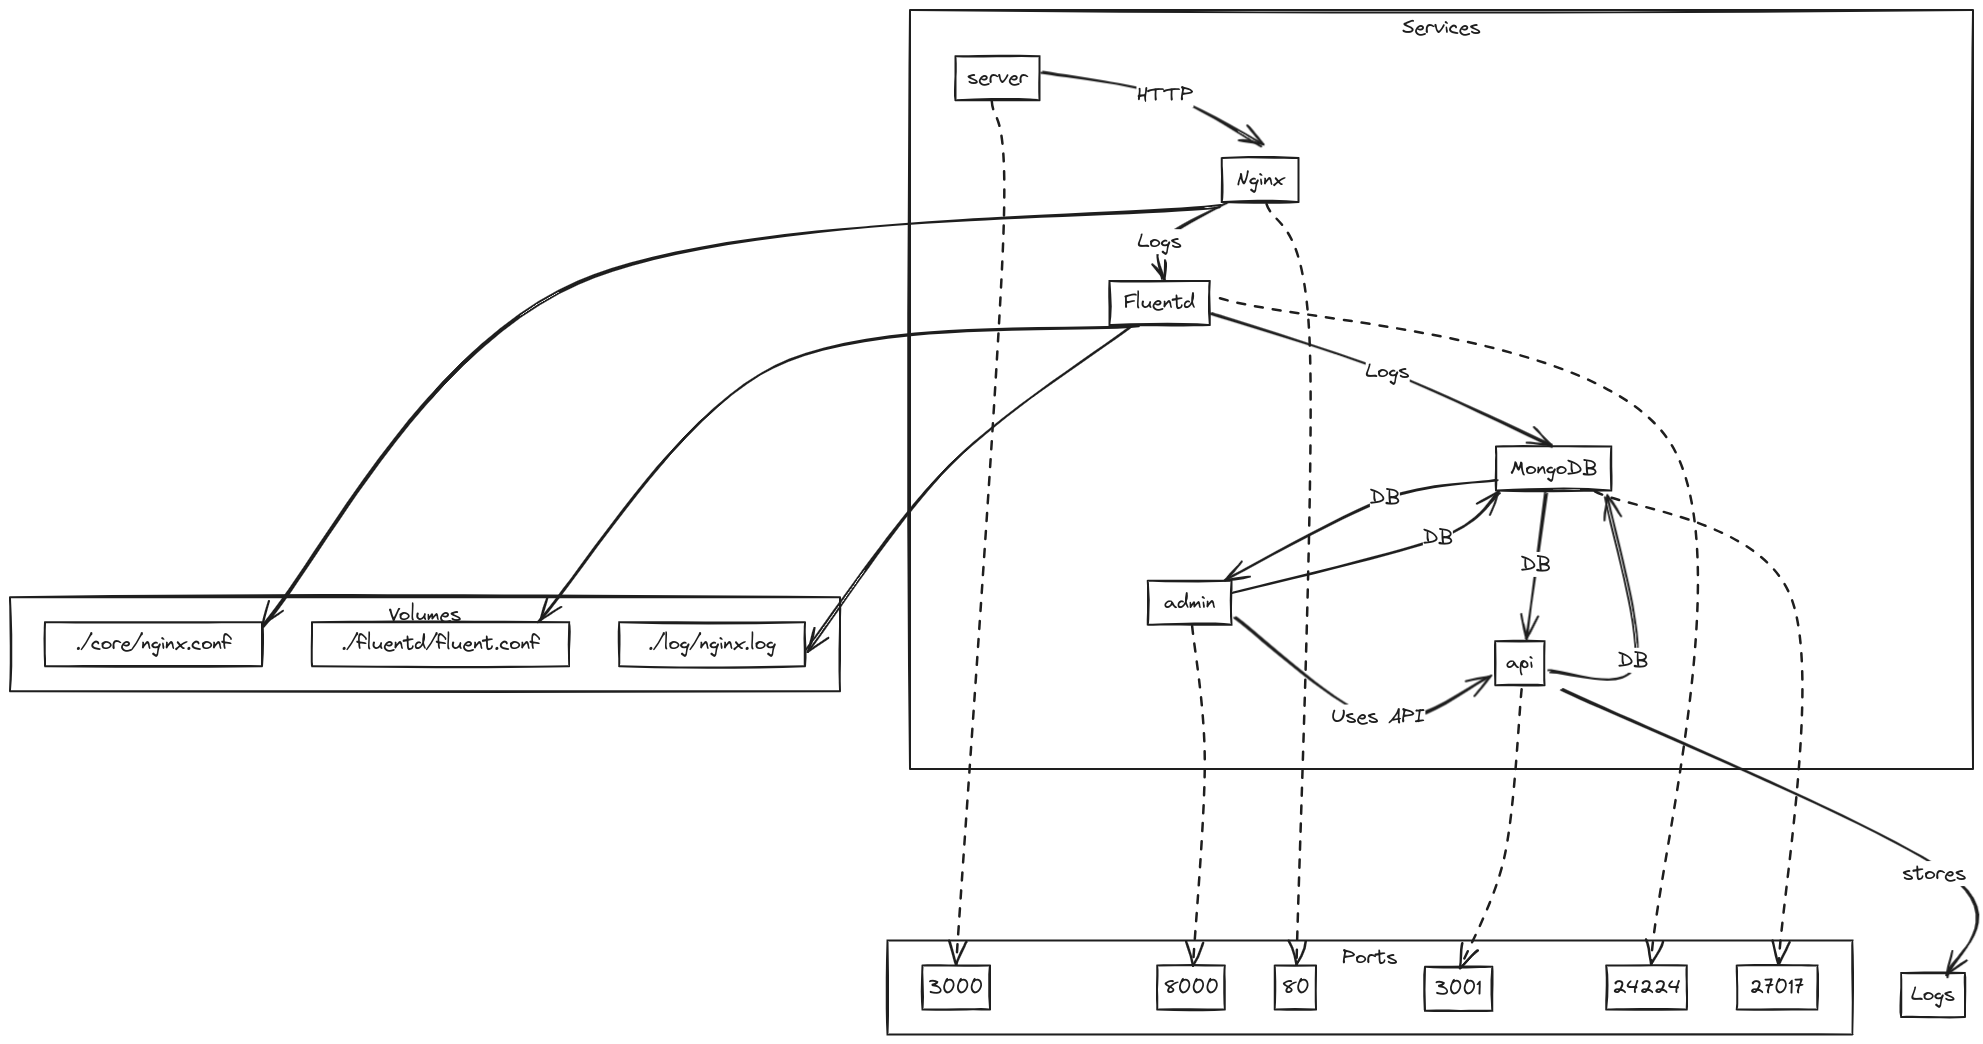 Services
server
HTTP
Nginx
Logs
Fluentd
Logs
MongoDB
DB
DB
DB
admin
api
DB
Uses API
Volumes
./core/nginx.conf
./fluentd/fluent.conf
./log/nginx.log
stores
Ports
3000
8000
80
3001
24224
27017
Logs